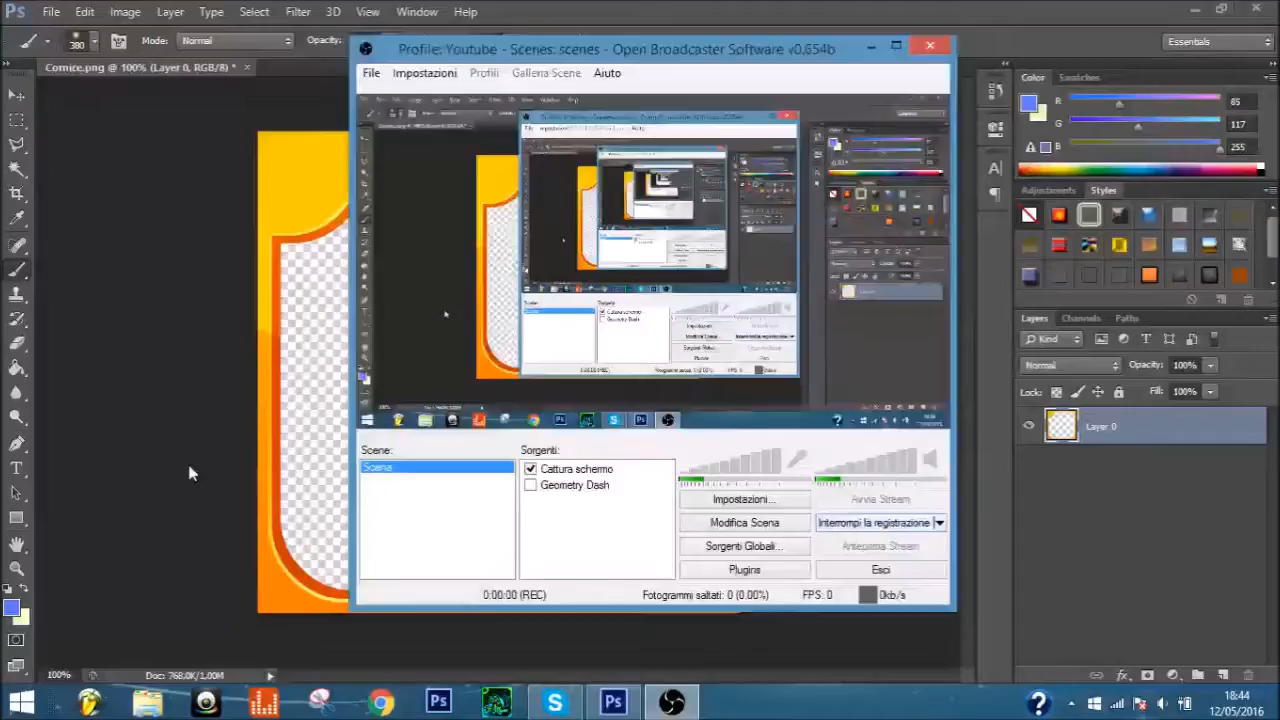 Ps File Edit Image Layer Type Select Filter 3D View Window Help
380 Mode: Normal Opacity: Essentials
Cornice.png @ 100% (Layer 0, RGB/8) *
Profile: Youtube - Scenes: scenes - Open Broadcaster Software v0.654b
File Impostazioni Profili Galleria Scene Aiuto
Color Swatches
R 85
G 117
B 255
Adjustments Styles
Layers Channels Paths
Kind
Normal Opacity: 100%
Lock: Fill: 100%
Layer 0
Scene: Sorgenti:
Scena
Cattura schermo
Geometry Dash
Impostazioni... Avvia Stream
Modifica Scena Interrompi la registrazione
Sorgenti Globali... Anteprima Stream
Plugins Esci
0:00:00 (REC) Fotogrammi saltati: 0 (0.00%) FPS: 0 0kb/s
100% Doc: 768,0K/1,00M
Ps Ps
18:44
12/05/2016